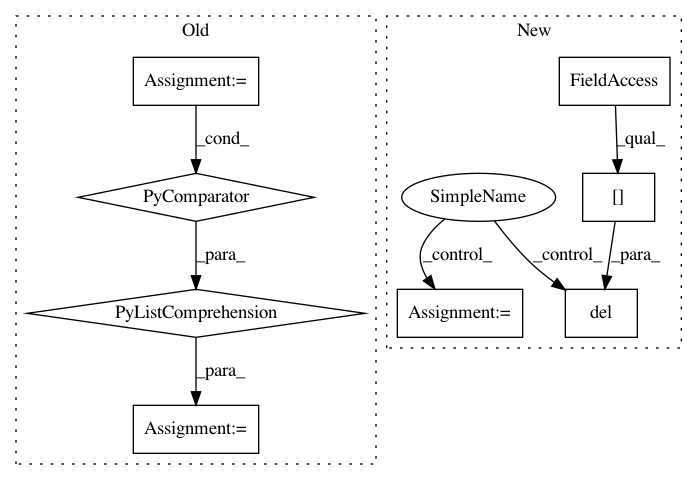 Old
New
Assignment:=
FieldAccess
_cond_
_qual_
PyComparator
SimpleName
[]
_para_
_control_
_control_
_para_
PyListComprehension
Assignment:=
del
_para_
Assignment:=